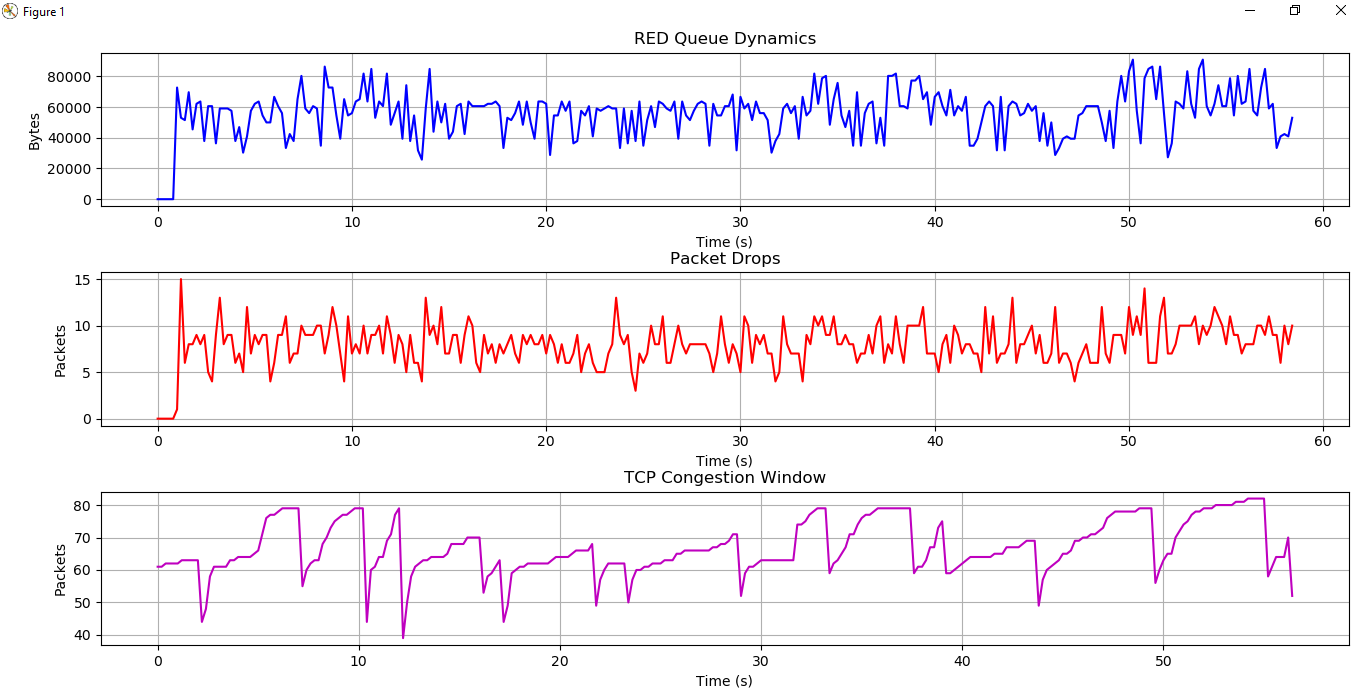 Figure 1
RED Queue Dynamics
80000
60000
40000
20000
0
Bytes
0 10 20 30 40 50 60
Time (s)
Packet Drops
15
10
5
0
Packets
0 10 20 30 40 50 60
Time (s)
TCP Congestion Window
80
70
60
50
40
Packets
0 10 20 30 40 50
Time (s)